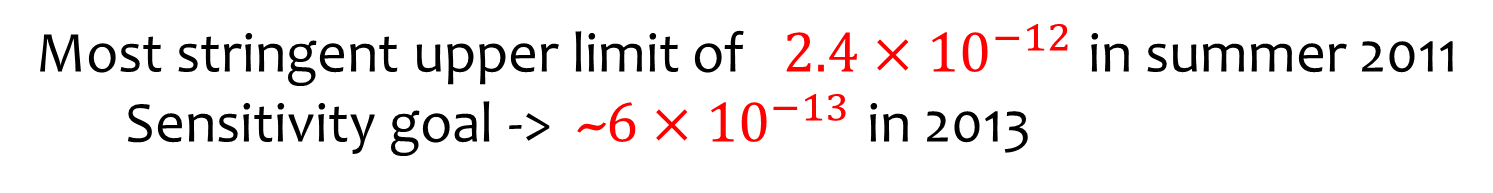 Most stringent upper limit of 2.4 × 10⁻¹² in summer 2011
Sensitivity goal -> ~6 × 10⁻¹³ in 2013